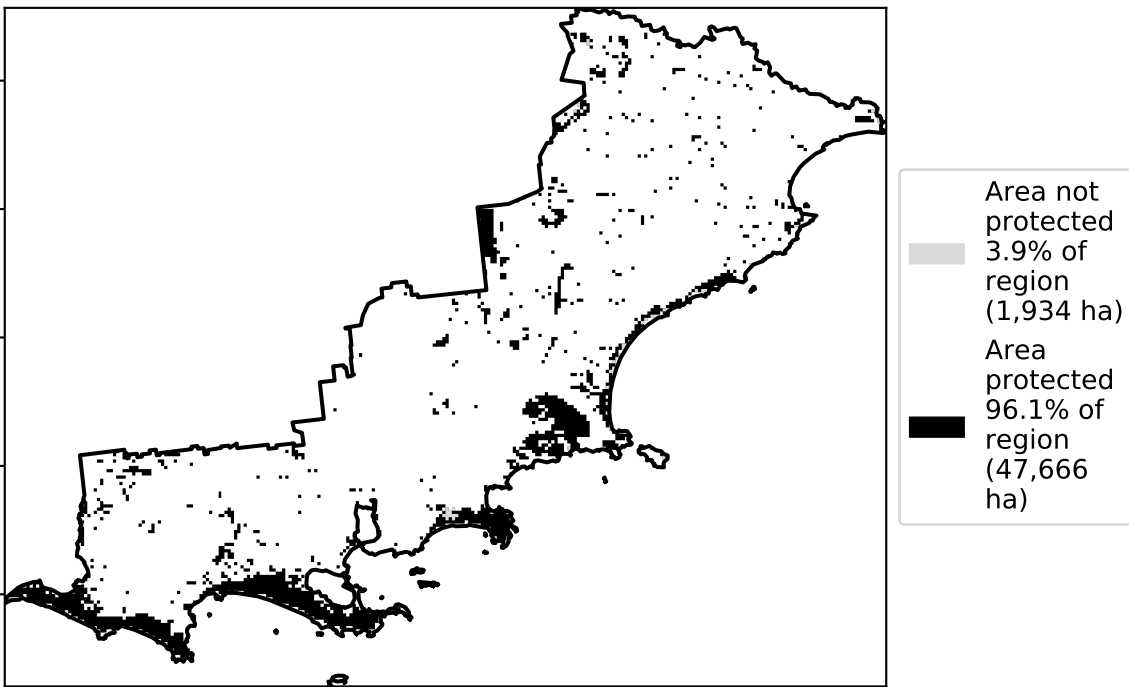 Area not
protected
3.9% of
region
(1,934 ha)
Area
protected
96.1% of
region
(47,666
ha)